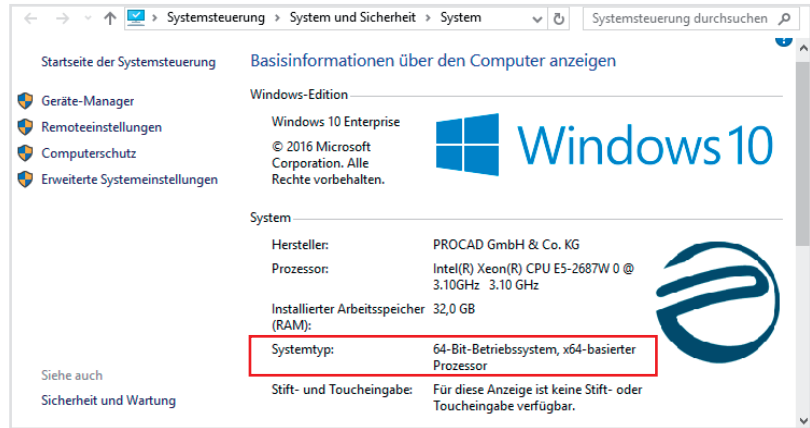 Systemsteuerung › System und Sicherheit › System
Systemsteuerung durchsuchen
Startseite der Systemsteuerung
Geräte-Manager
Remoteeinstellungen
Computerschutz
Erweiterte Systemeinstellungen
Siehe auch
Sicherheit und Wartung
Basisinformationen über den Computer anzeigen
Windows-Edition
Windows 10 Enterprise
© 2016 Microsoft
Corporation. Alle
Rechte vorbehalten.
Windows 10
System
Hersteller: PROCAD GmbH & Co. KG
Prozessor: Intel(R) Xeon(R) CPU E5-2687W 0 @
3.10GHz 3.10 GHz
Installierter Arbeitsspeicher 32,0 GB
(RAM):
Systemtyp: 64-Bit-Betriebssystem, x64-basierter
Prozessor
Stift- und Toucheingabe: Für diese Anzeige ist keine Stift- oder
Toucheingabe verfügbar.